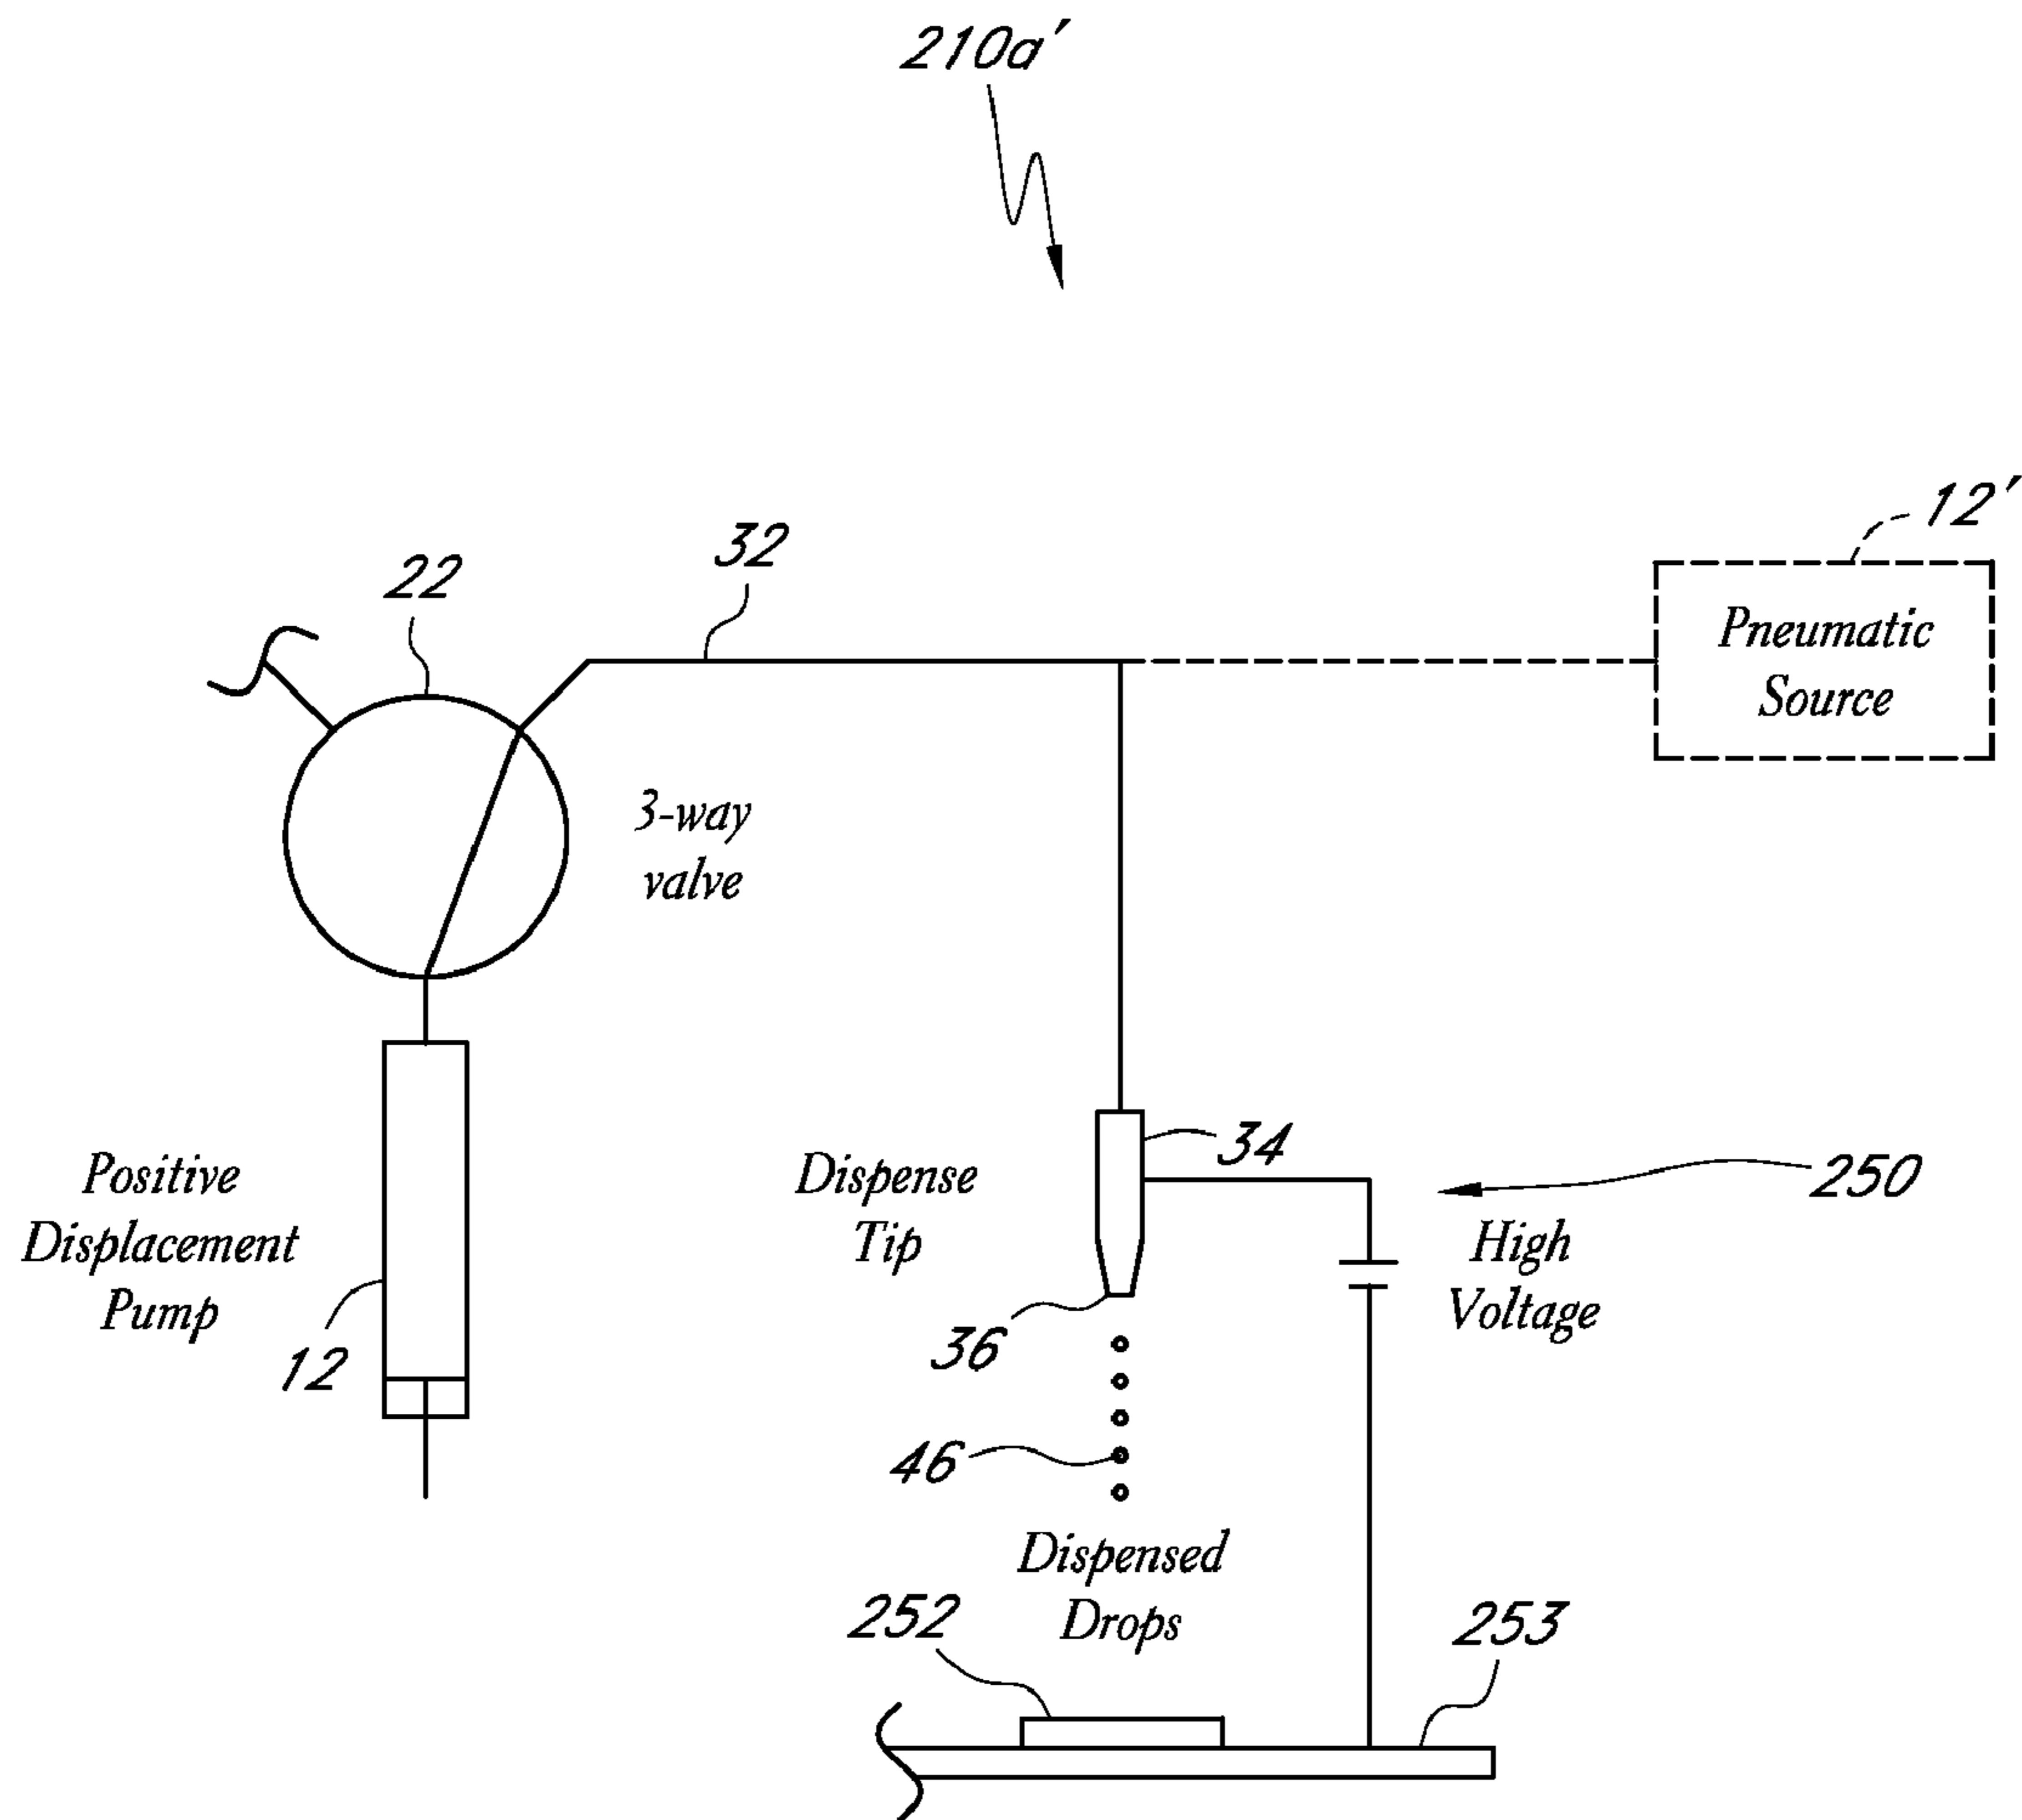 210a′
12′
Pneumatic
Source
32
22
3-way
valve
34
250
Positive
Displacement
Pump
Dispense
Tip
High
Voltage
36
12
46
Dispensed
Drops
252
253